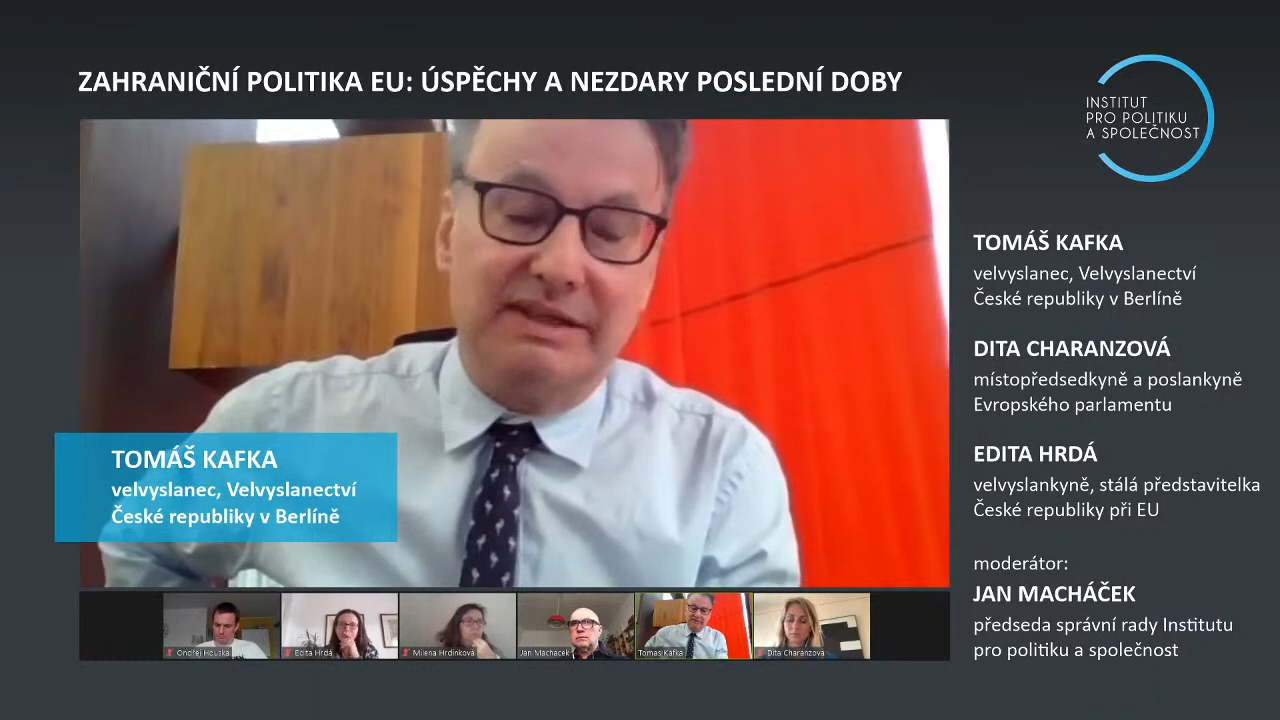 ZAHRANIČNÍ POLITIKA EU: ÚSPĚCHY A NEZDARY POSLEDNÍ DOBY
INSTITUT
PRO POLITIKU
A SPOLEČNOST
TOMÁŠ KAFKA
velvyslanec, Velvyslanectví
České republiky v Berlíně
DITA CHARANZOVÁ
místopředsedkyně a poslankyně
Evropského parlamentu
EDITA HRDÁ
velvyslankyně, stálá představitelka
České republiky při EU
moderátor:
JAN MACHÁČEK
předseda správní rady Institutu
pro politiku a společnost
TOMÁŠ KAFKA
velvyslanec, Velvyslanectví
České republiky v Berlíně
Ondřej Houska
Edita Hrdá
Milena Hrdinková
Jan Macháček
Tomas Kafka
Dita Charanzova